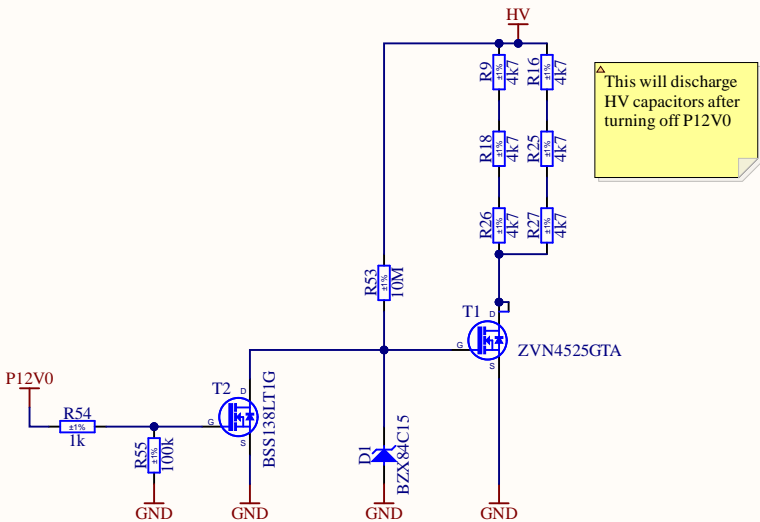 HV
R9
±1%
4k7
R16
±1%
4k7
This will discharge
HV capacitors after
turning off P12V0
R18
±1%
4k7
R25
±1%
4k7
R26
±1%
4k7
R27
±1%
4k7
R53
±1%
10M
T1
D
G
S
ZVN4525GTA
P12V0
R54
±1%
1k
T2
D
G
S
BSS138LT1G
R55
±1%
100k
D1
BZX84C15
GND
GND
GND
GND